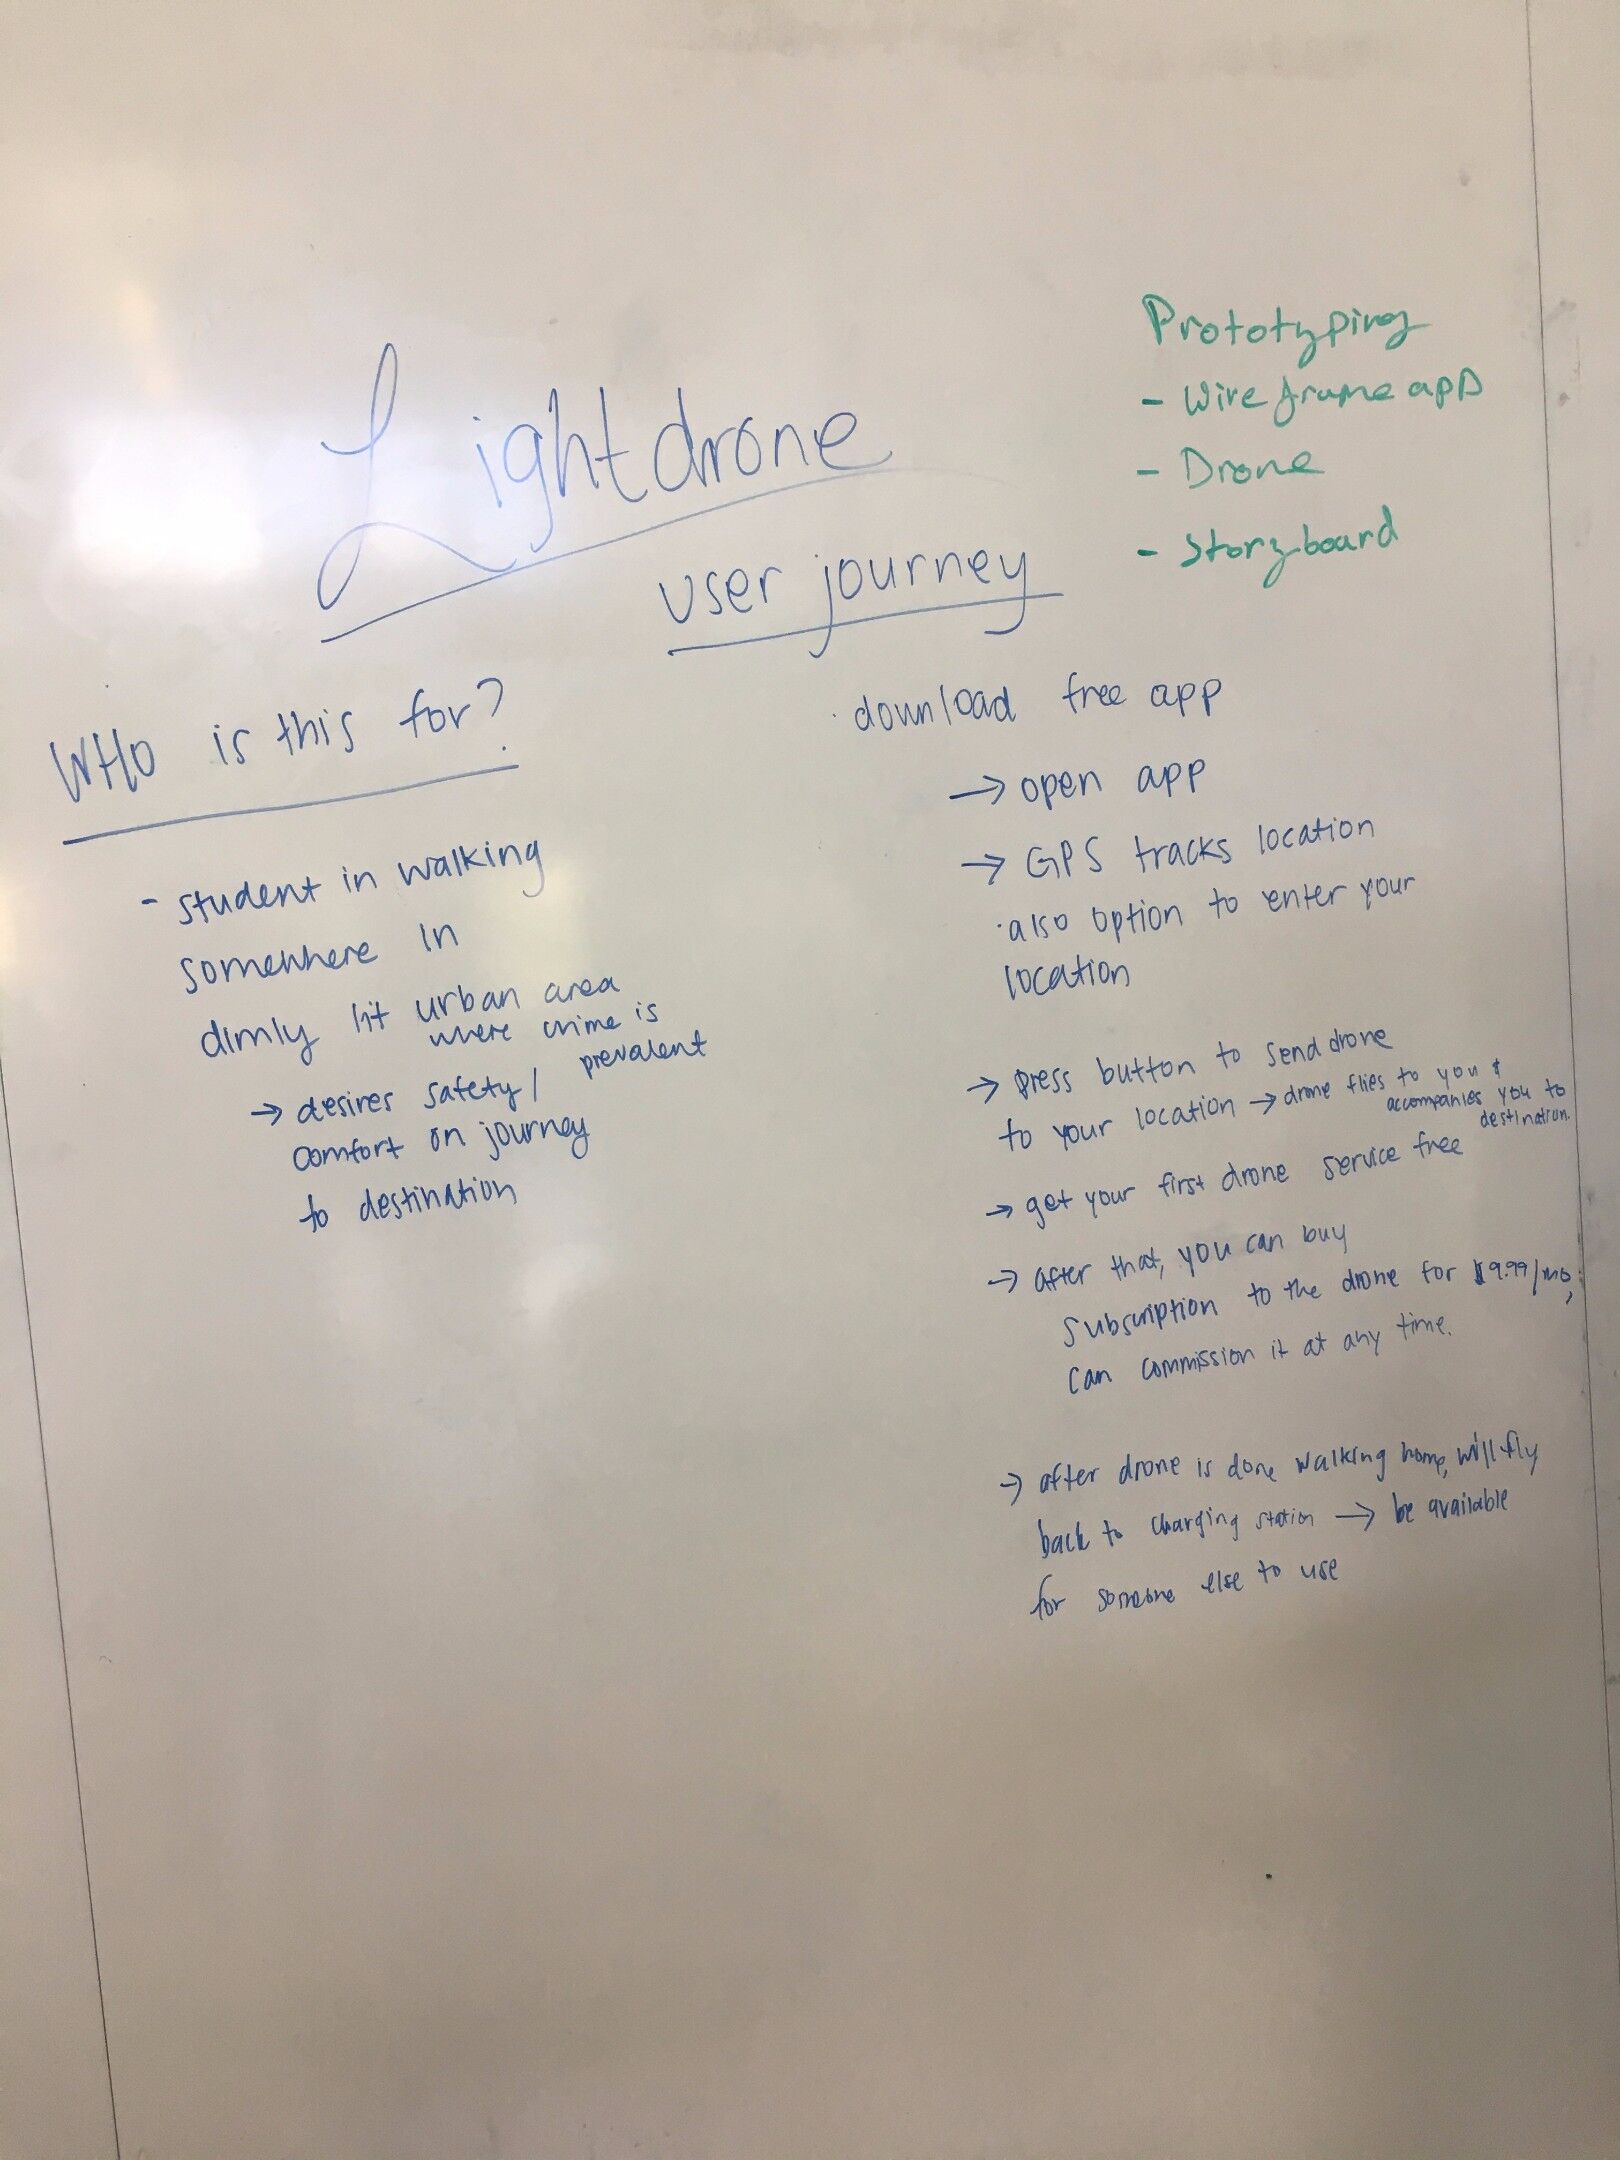 Lightdrone
user journey
Prototyping
- Wire frame app
- Drone
- Storyboard
WHO is this for?
- student in walking
somewhere in
dimly lit urban area
where crime is
prevalent
→ desires safety/
comfort on journey
to destination
· download free app
→ open app
→ GPS tracks location
· also option to enter your
location
→ press button to send drone
to your location → drone flies to you &
accompanies you to
destination.
→ get your first drone service free
→ after that, you can buy
subscription to the drone for $9.99/mo,
can commission it at any time.
→ after drone is done walking home, will fly
back to charging station → be available
for someone else to use